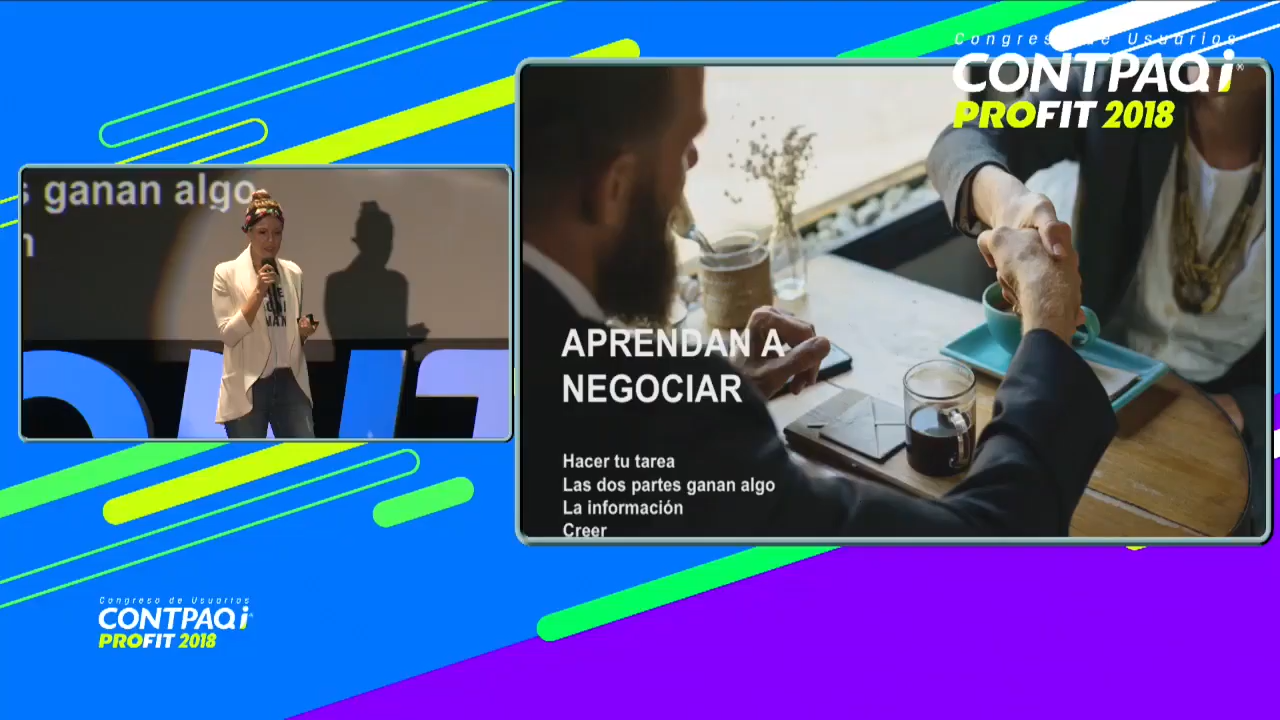 Congreso de Usuarios
CONTPAQi®
PROFIT 2018
ganan algo
APRENDAN A
NEGOCIAR
Hacer tu tarea
Las dos partes ganan algo
La información
Creer
Congreso de Usuarios
CONTPAQi®
PROFIT 2018